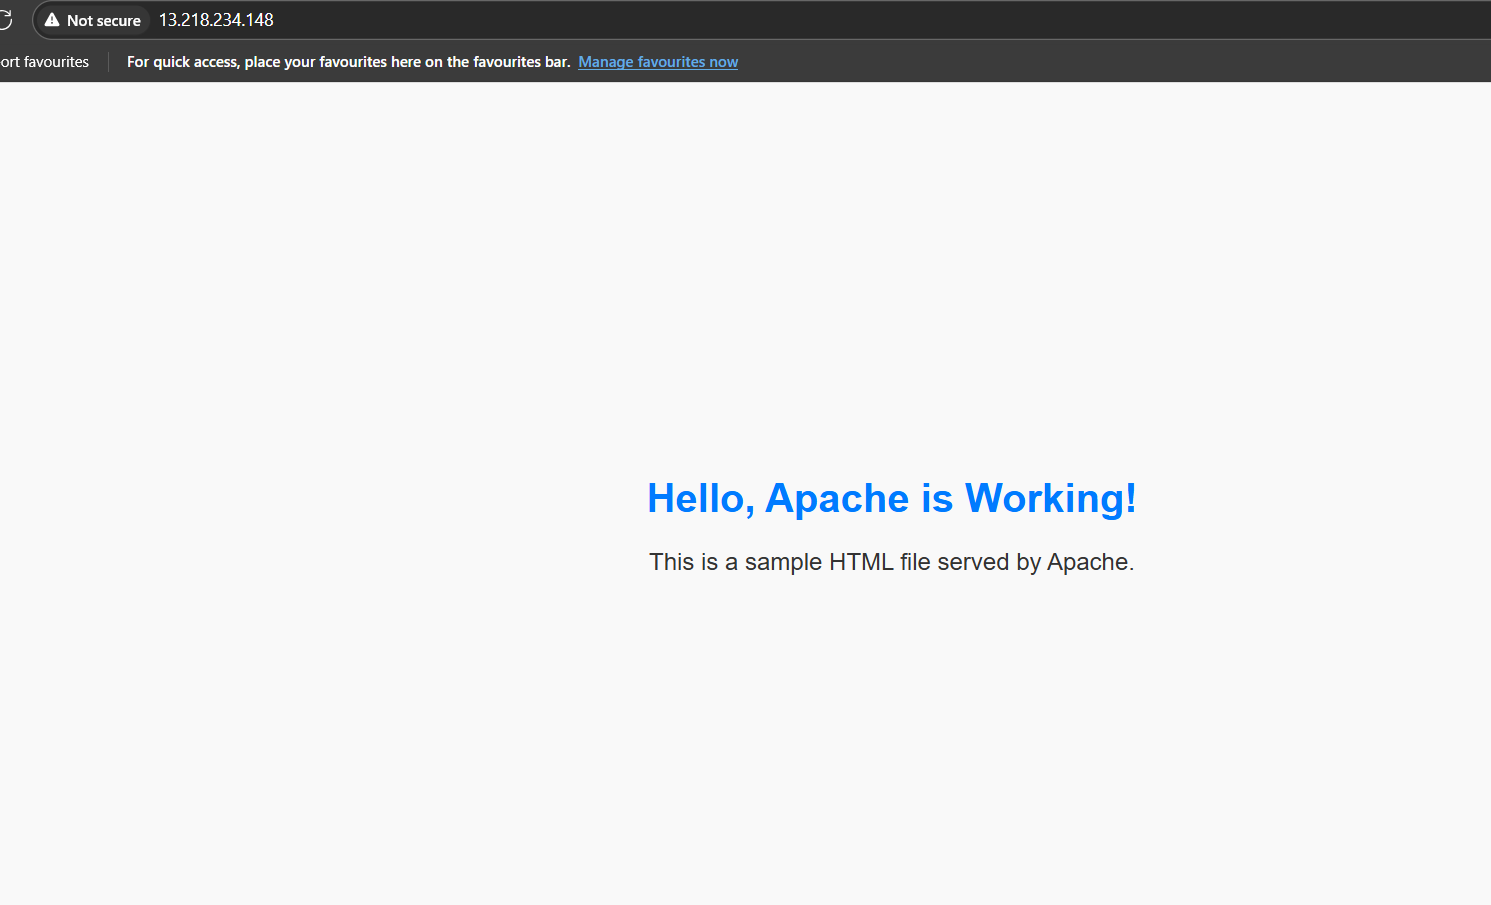 Not secure 13.218.234.148
ort favourites For quick access, place your favourites here on the favourites bar. Manage favourites now
Hello, Apache is Working!
This is a sample HTML file served by Apache.